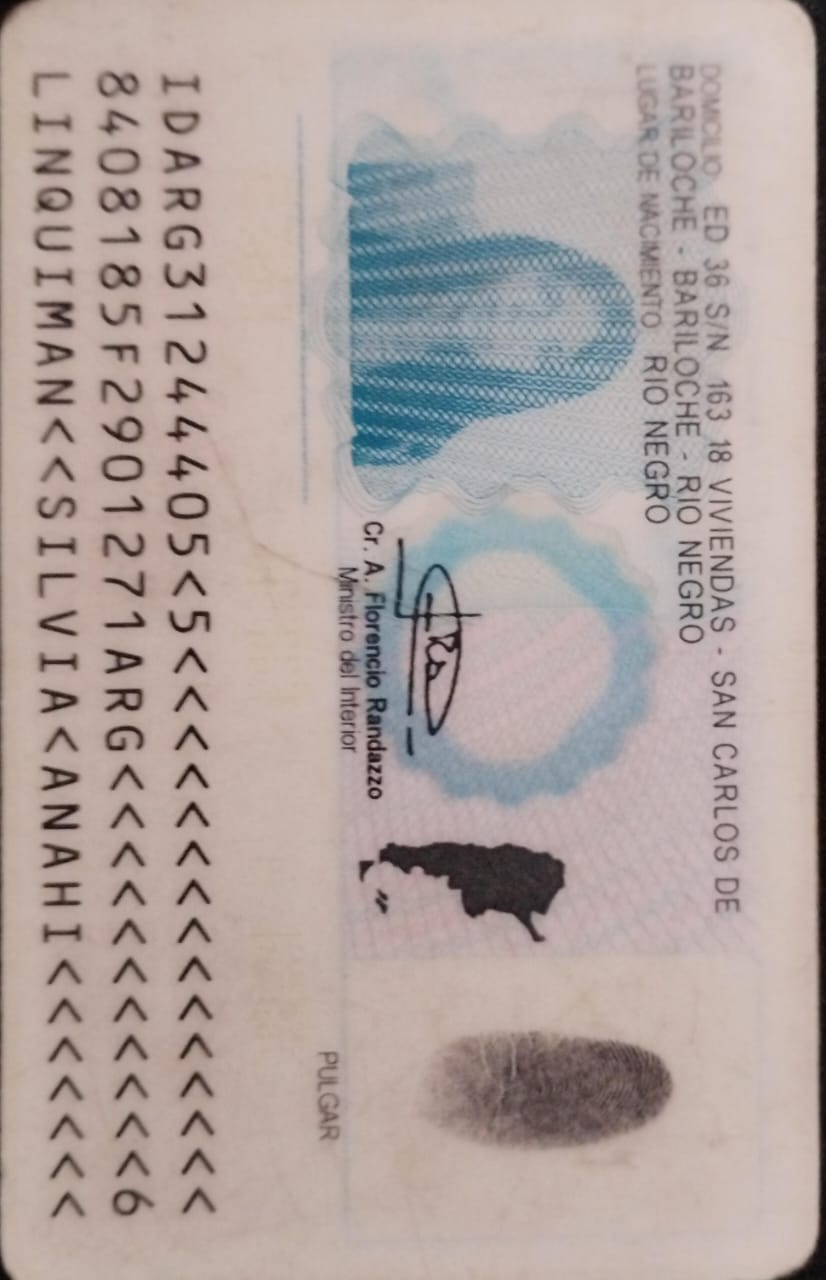 DOMICILIO: ED 36 S/N 163 18 VIVIENDAS - SAN CARLOS DE
BARILOCHE - BARILOCHE - RIO NEGRO
LUGAR DE NACIMIENTO: RIO NEGRO
Cr. A. Florencio Randazzo
Ministro del Interior
PULGAR
IDARG31244405<5<<<<<<<<<<<<<<<
8408185F2901271ARG<<<<<<<<<<<6
LINQUIMAN<<SILVIA<ANAHI<<<<<<<